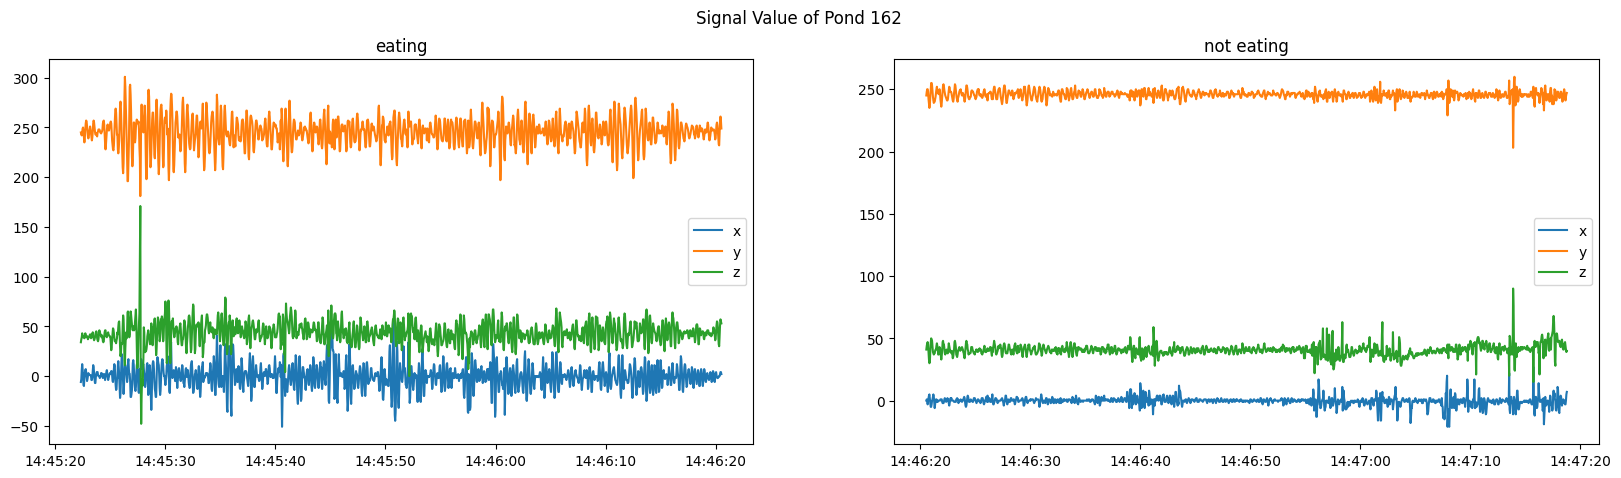 Signal Value of Pond 162
eating
300
250
200
150
100
50
0
−50
14:45:20 14:45:30 14:45:40 14:45:50 14:46:00 14:46:10 14:46:20
x
y
z
not eating
250
200
150
100
50
0
14:46:20 14:46:30 14:46:40 14:46:50 14:47:00 14:47:10 14:47:20
x
y
z